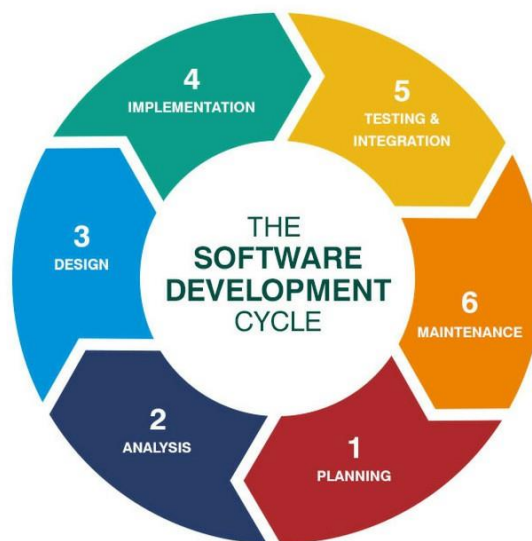 THE
SOFTWARE
DEVELOPMENT
CYCLE
1
PLANNING
2
ANALYSIS
3
DESIGN
4
IMPLEMENTATION
5
TESTING &
INTEGRATION
6
MAINTENANCE